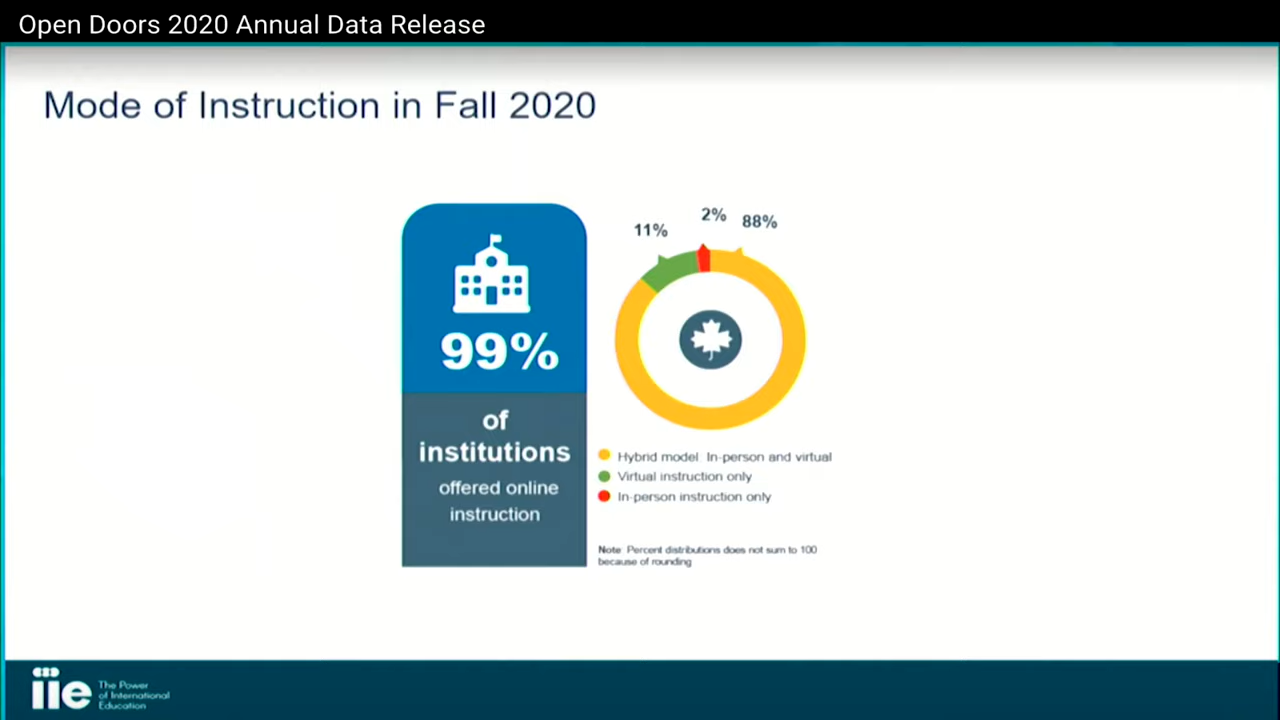 Open Doors 2020 Annual Data Release
Mode of Instruction in Fall 2020
99%
of
institutions
offered online
instruction
11%
2%
88%
Hybrid model In-person and virtual
Virtual instruction only
In-person instruction only
Note Percent distributions does not sum to 100
because of rounding
iie
The Power
of International
Education